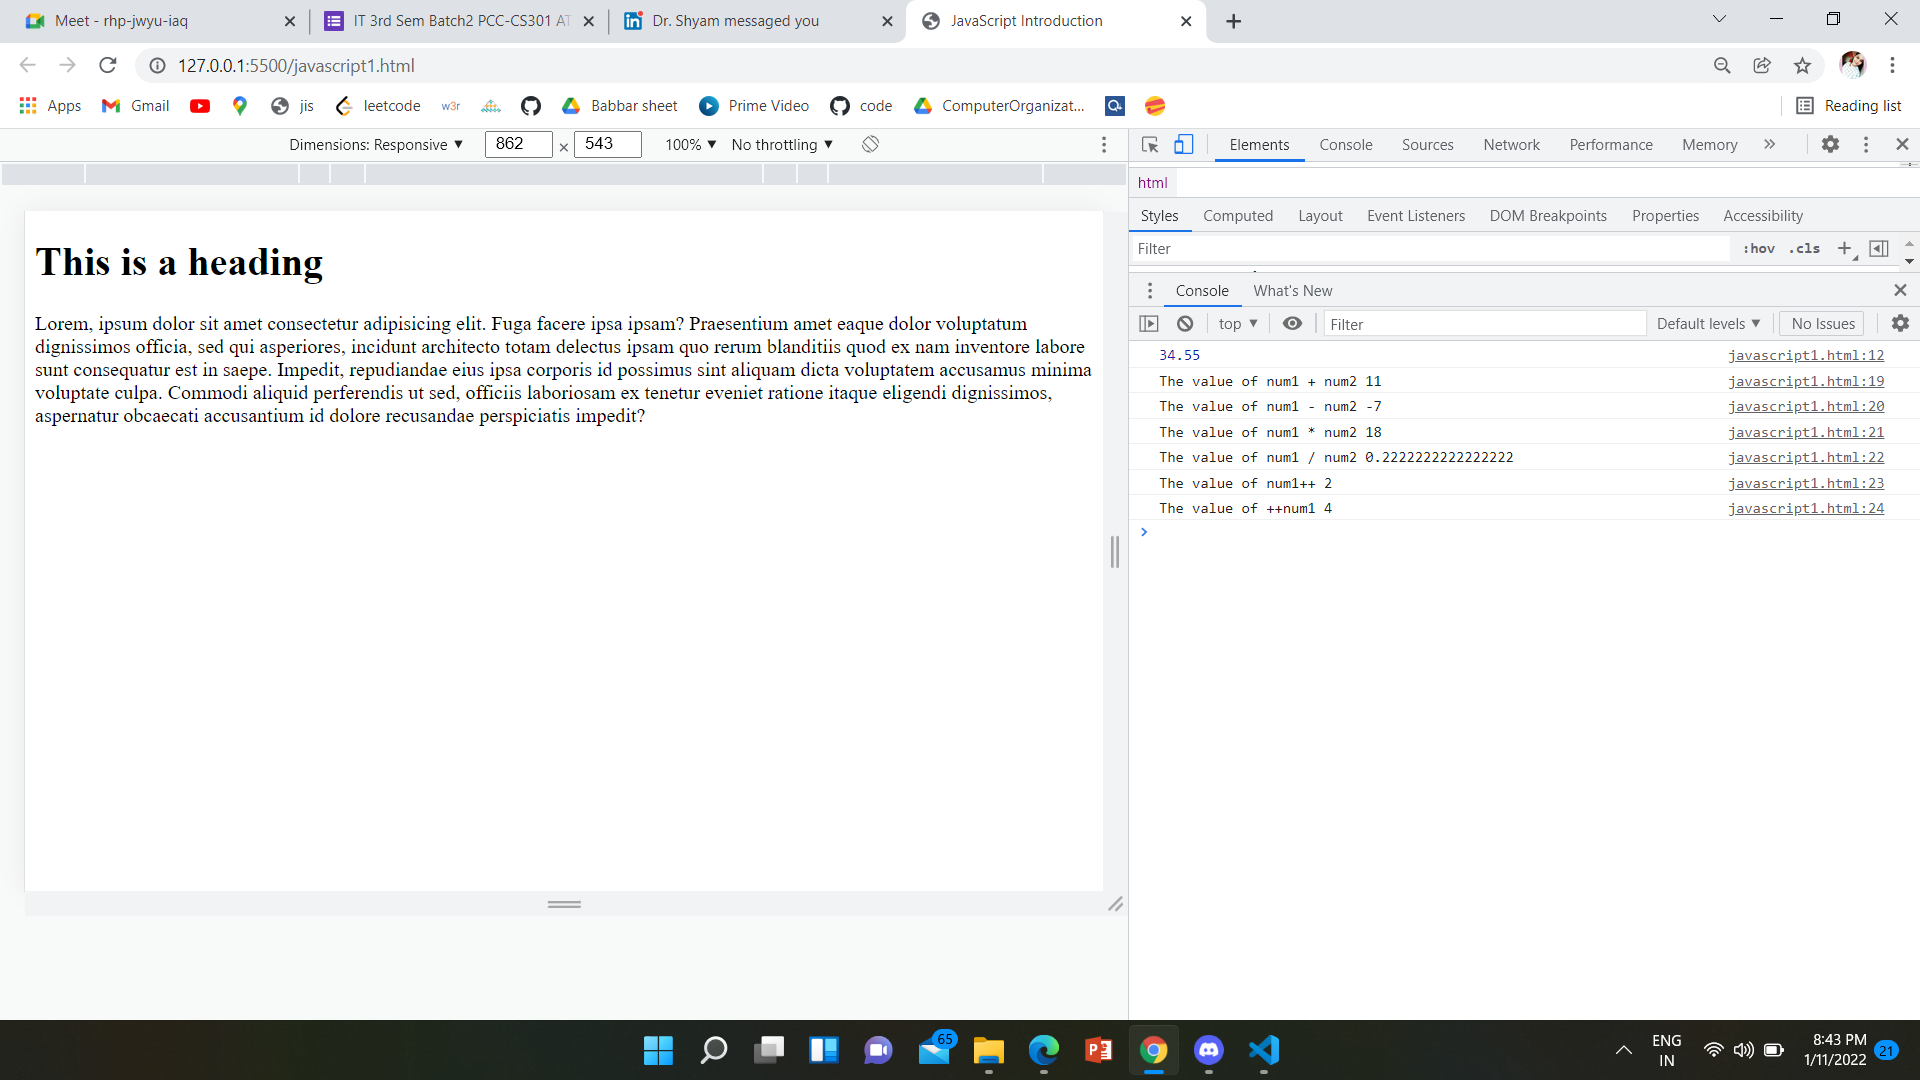 Meet - rhp-jwyu-iaq
IT 3rd Sem Batch2 PCC-CS301 AT
Dr. Shyam messaged you
JavaScript Introduction
127.0.0.1:5500/javascript1.html
Apps
Gmail
jis
leetcode
w3r
Babbar sheet
Prime Video
code
ComputerOrganizat...
Reading list
Dimensions: Responsive
862 × 543
100%
No throttling
Elements
Console
Sources
Network
Performance
Memory
html
Styles
Computed
Layout
Event Listeners
DOM Breakpoints
Properties
Accessibility
Filter
:hov
.cls
Console
What's New
top
Filter
Default levels
No Issues
34.55 javascript1.html:12
The value of num1 + num2 11 javascript1.html:19
The value of num1 - num2 -7 javascript1.html:20
The value of num1 * num2 18 javascript1.html:21
The value of num1 / num2 0.2222222222222222 javascript1.html:22
The value of num1++ 2 javascript1.html:23
The value of ++num1 4 javascript1.html:24
This is a heading
Lorem, ipsum dolor sit amet consectetur adipisicing elit. Fuga facere ipsa ipsam? Praesentium amet eaque dolor voluptatum
dignissimos officia, sed qui asperiores, incidunt architecto totam delectus ipsam quo rerum blanditiis quod ex nam inventore labore
sunt consequatur est in saepe. Impedit, repudiandae eius ipsa corporis id possimus sint aliquam dicta voluptatem accusamus minima
voluptate culpa. Commodi aliquid perferendis ut sed, officiis laboriosam ex tenetur eveniet ratione itaque eligendi dignissimos,
aspernatur obcaecati accusantium id dolore recusandae perspiciatis impedit?
65
ENG
IN
8:43 PM
1/11/2022
21